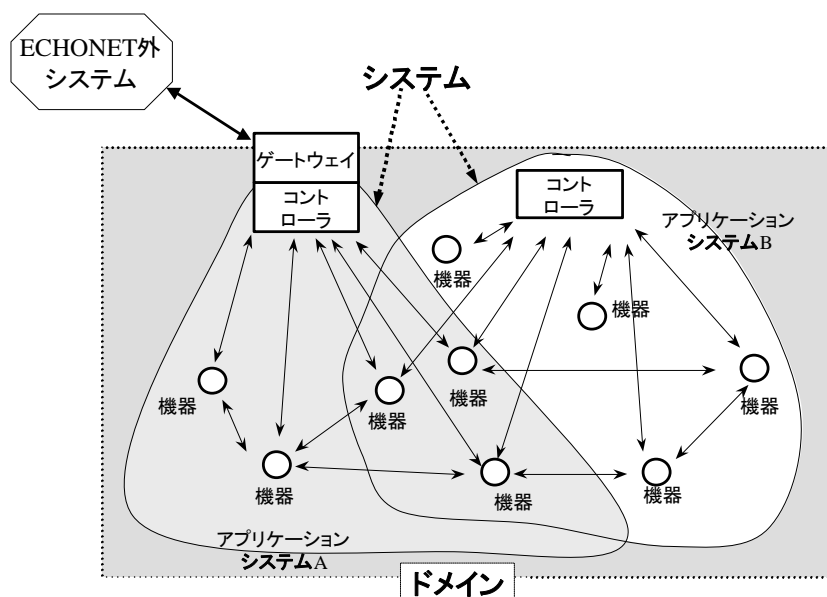 ECHONET外
システム
システム
ゲートウェイ
コント
ローラ
コント
ローラ
アプリケーション
システムB
機器
機器
機器
機器
機器
機器
機器
機器
機器
アプリケーション
システムA
ドメイン